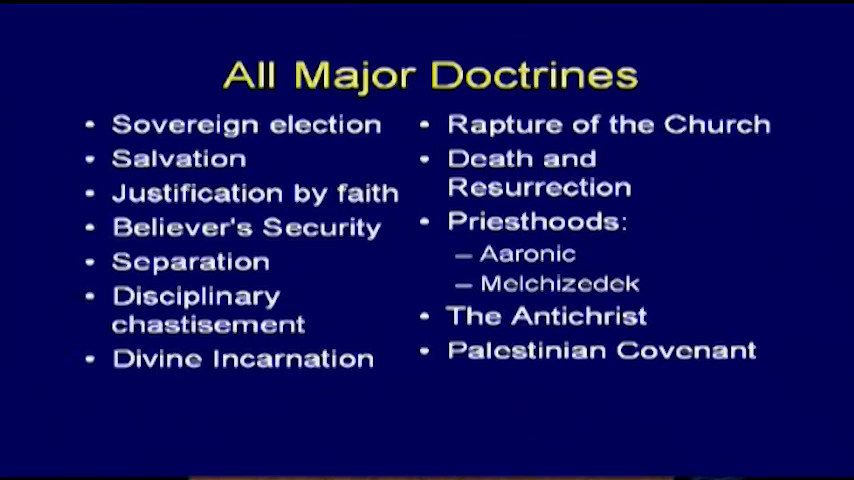 All Major Doctrines
• Sovereign election
• Salvation
• Justification by faith
• Believer's Security
• Separation
• Disciplinary
chastisement
• Divine Incarnation
• Rapture of the Church
• Death and
Resurrection
• Priesthoods:
– Aaronic
– Melchizedek
• The Antichrist
• Palestinian Covenant